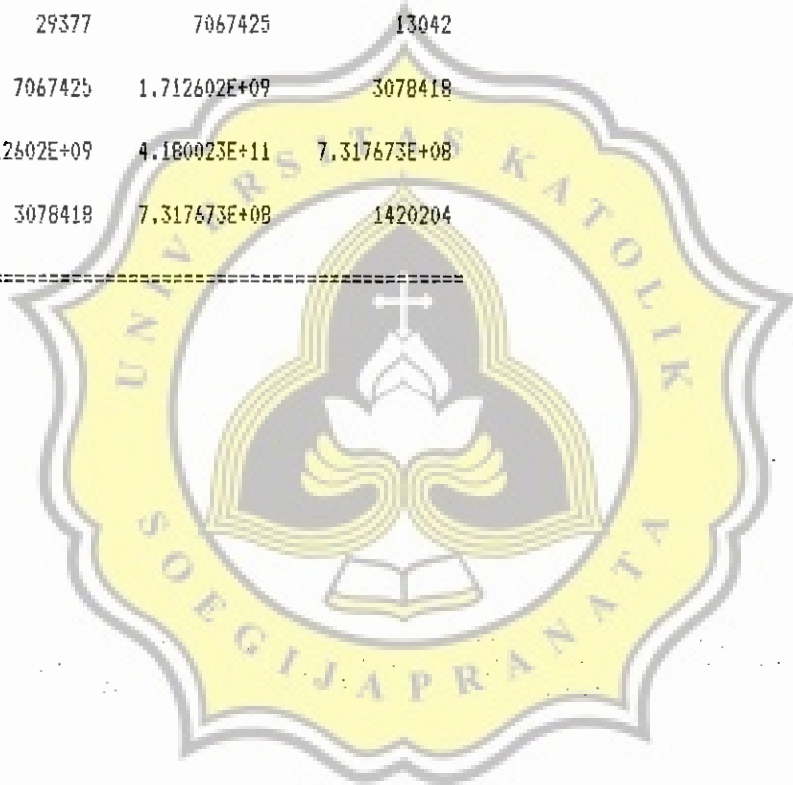 29377 7067425 13042
7067425 1.712602E+09 3078418
12602E+09 4.180023E+11 7.317673E+08
3078418 7.317673E+08 1420204
UNIVERSITAS KATOLIK
SOEGIJAPRANATA